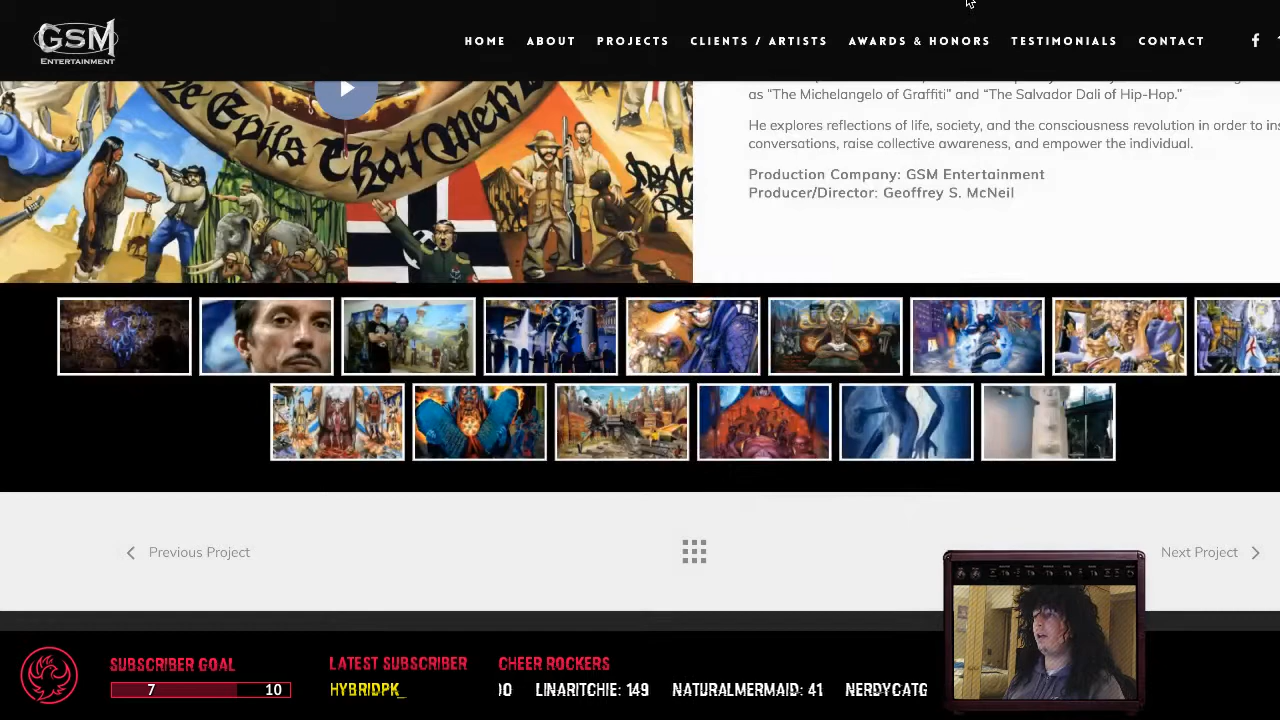 GSM
ENTERTAINMENT
HOME ABOUT PROJECTS CLIENTS / ARTISTS AWARDS & HONORS TESTIMONIALS CONTACT
as “The Michelangelo of Graffiti” and “The Salvador Dali of Hip-Hop.”
He explores reflections of life, society, and the consciousness revolution in order to
conversations, raise collective awareness, and empower the individual.
Production Company: GSM Entertainment
Producer/Director: Geoffrey S. McNeil
Evils That Men
Previous Project
Next Project
SUBSCRIBER GOAL
7 10
LATEST SUBSCRIBER
HYBRIDPK_
CHEER ROCKERS
LINARITCHIE: 149 NATURALMERMAID: 41 NERDYCATG